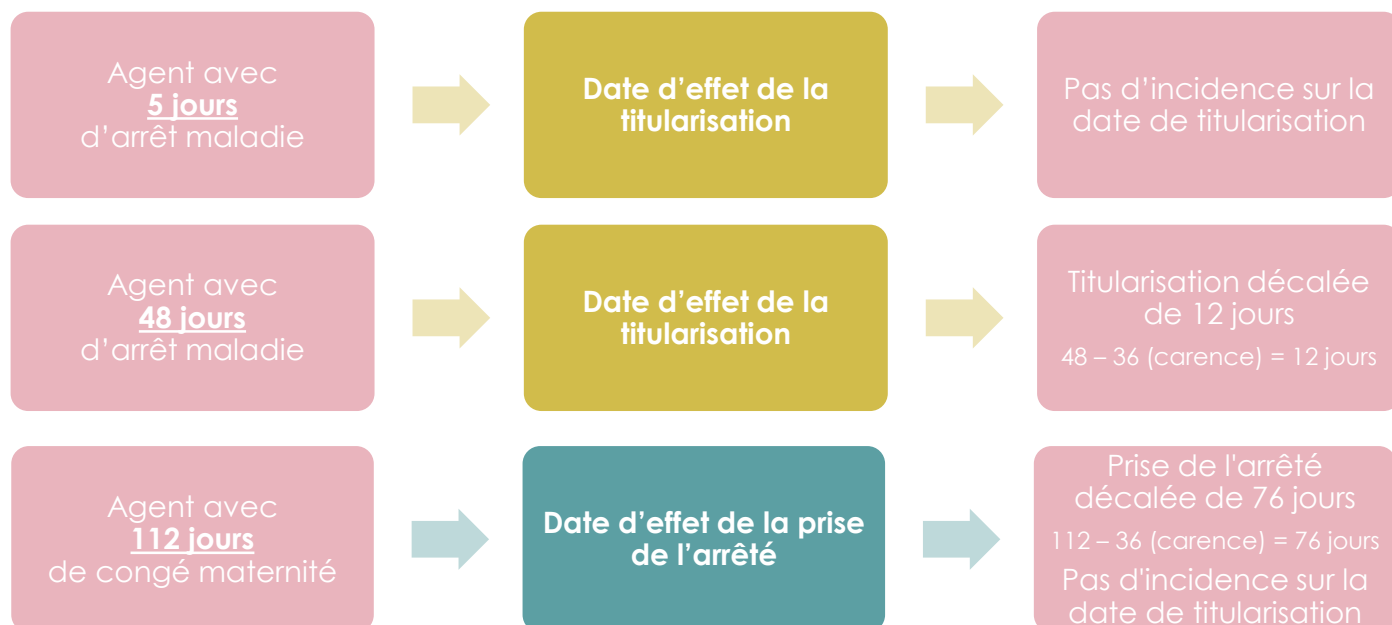 Agent avec
5 jours
d’arrêt maladie
Date d’effet de la
titularisation
Pas d’incidence sur la
date de titularisation
Agent avec
48 jours
d’arrêt maladie
Date d’effet de la
titularisation
Titularisation décalée
de 12 jours
48 – 36 (carence) = 12 jours
Agent avec
112 jours
de congé maternité
Date d’effet de la prise
de l’arrêté
Prise de l'arrêté
décalée de 76 jours
112 – 36 (carence) = 76 jours
Pas d'incidence sur la
date de titularisation